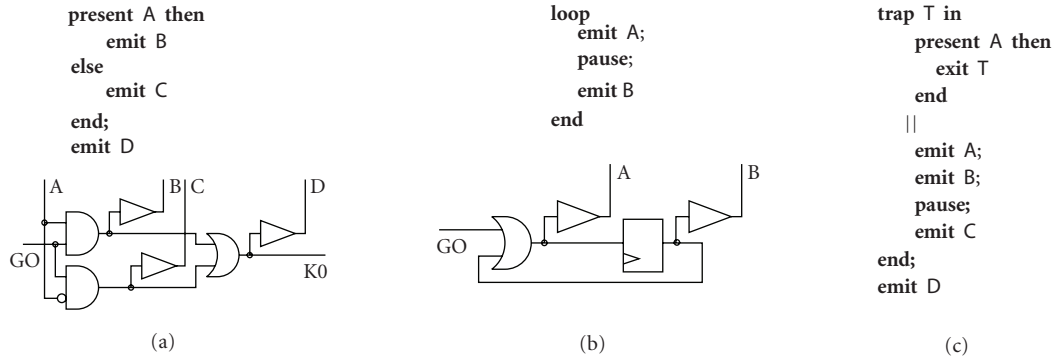 present A then
emit B
else
emit C
end;
emit D
A
B
C
D
GO
K0
(a)
loop
emit A;
pause;
emit B
end
A
B
GO
(b)
trap T in
present A then
exit T
end
||
emit A;
emit B;
pause;
emit C
end;
emit D
(c)